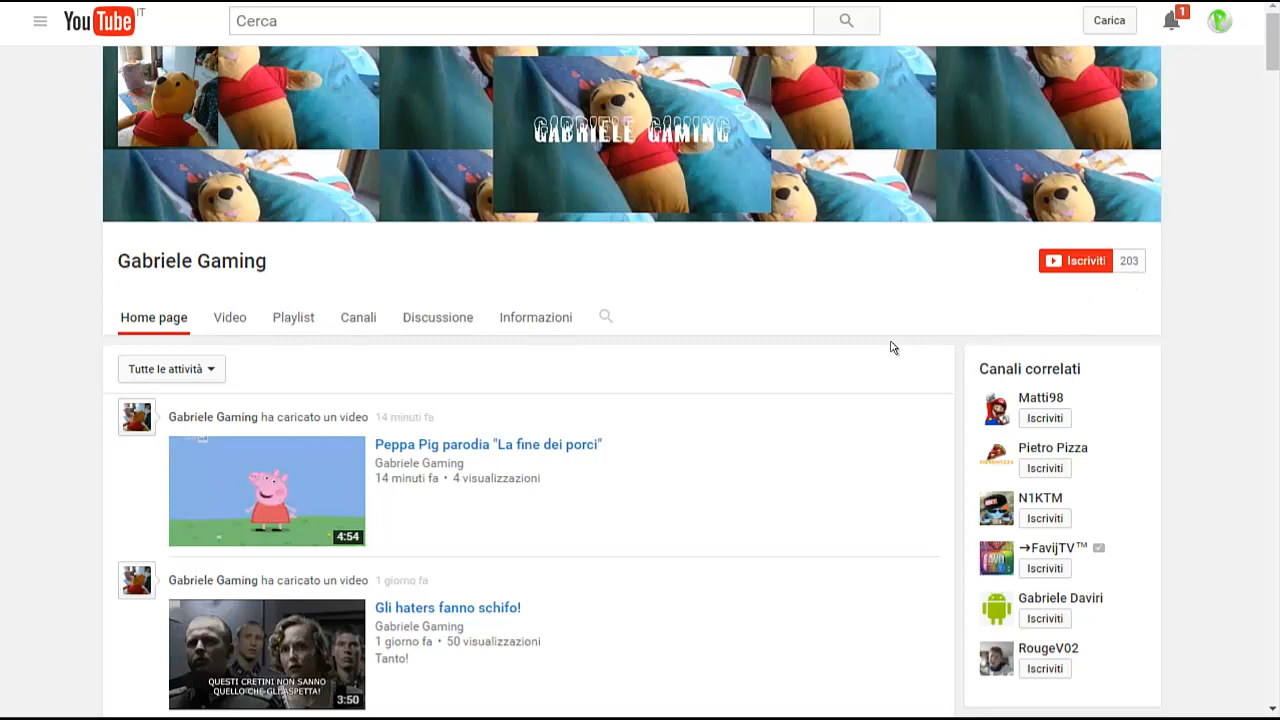 YouTube IT
Cerca
Carica
1
GABRIELE GAMING
Gabriele Gaming
Iscriviti 203
Home page Video Playlist Canali Discussione Informazioni
Tutte le attività
Gabriele Gaming ha caricato un video 14 minuti fa
Peppa Pig parodia "La fine dei porci"
Gabriele Gaming
14 minuti fa • 4 visualizzazioni
4:54
Gabriele Gaming ha caricato un video 1 giorno fa
Gli haters fanno schifo!
Gabriele Gaming
1 giorno fa • 50 visualizzazioni
Tanto!
QUESTI CRETINI NON SANNO
QUELLO CHE GLI ASPETTA!
3:50
Canali correlati
Matti98
Iscriviti
Pietro Pizza
Iscriviti
N1KTM
Iscriviti
➔FavijTV™
Iscriviti
Gabriele Daviri
Iscriviti
RougeV02
Iscriviti